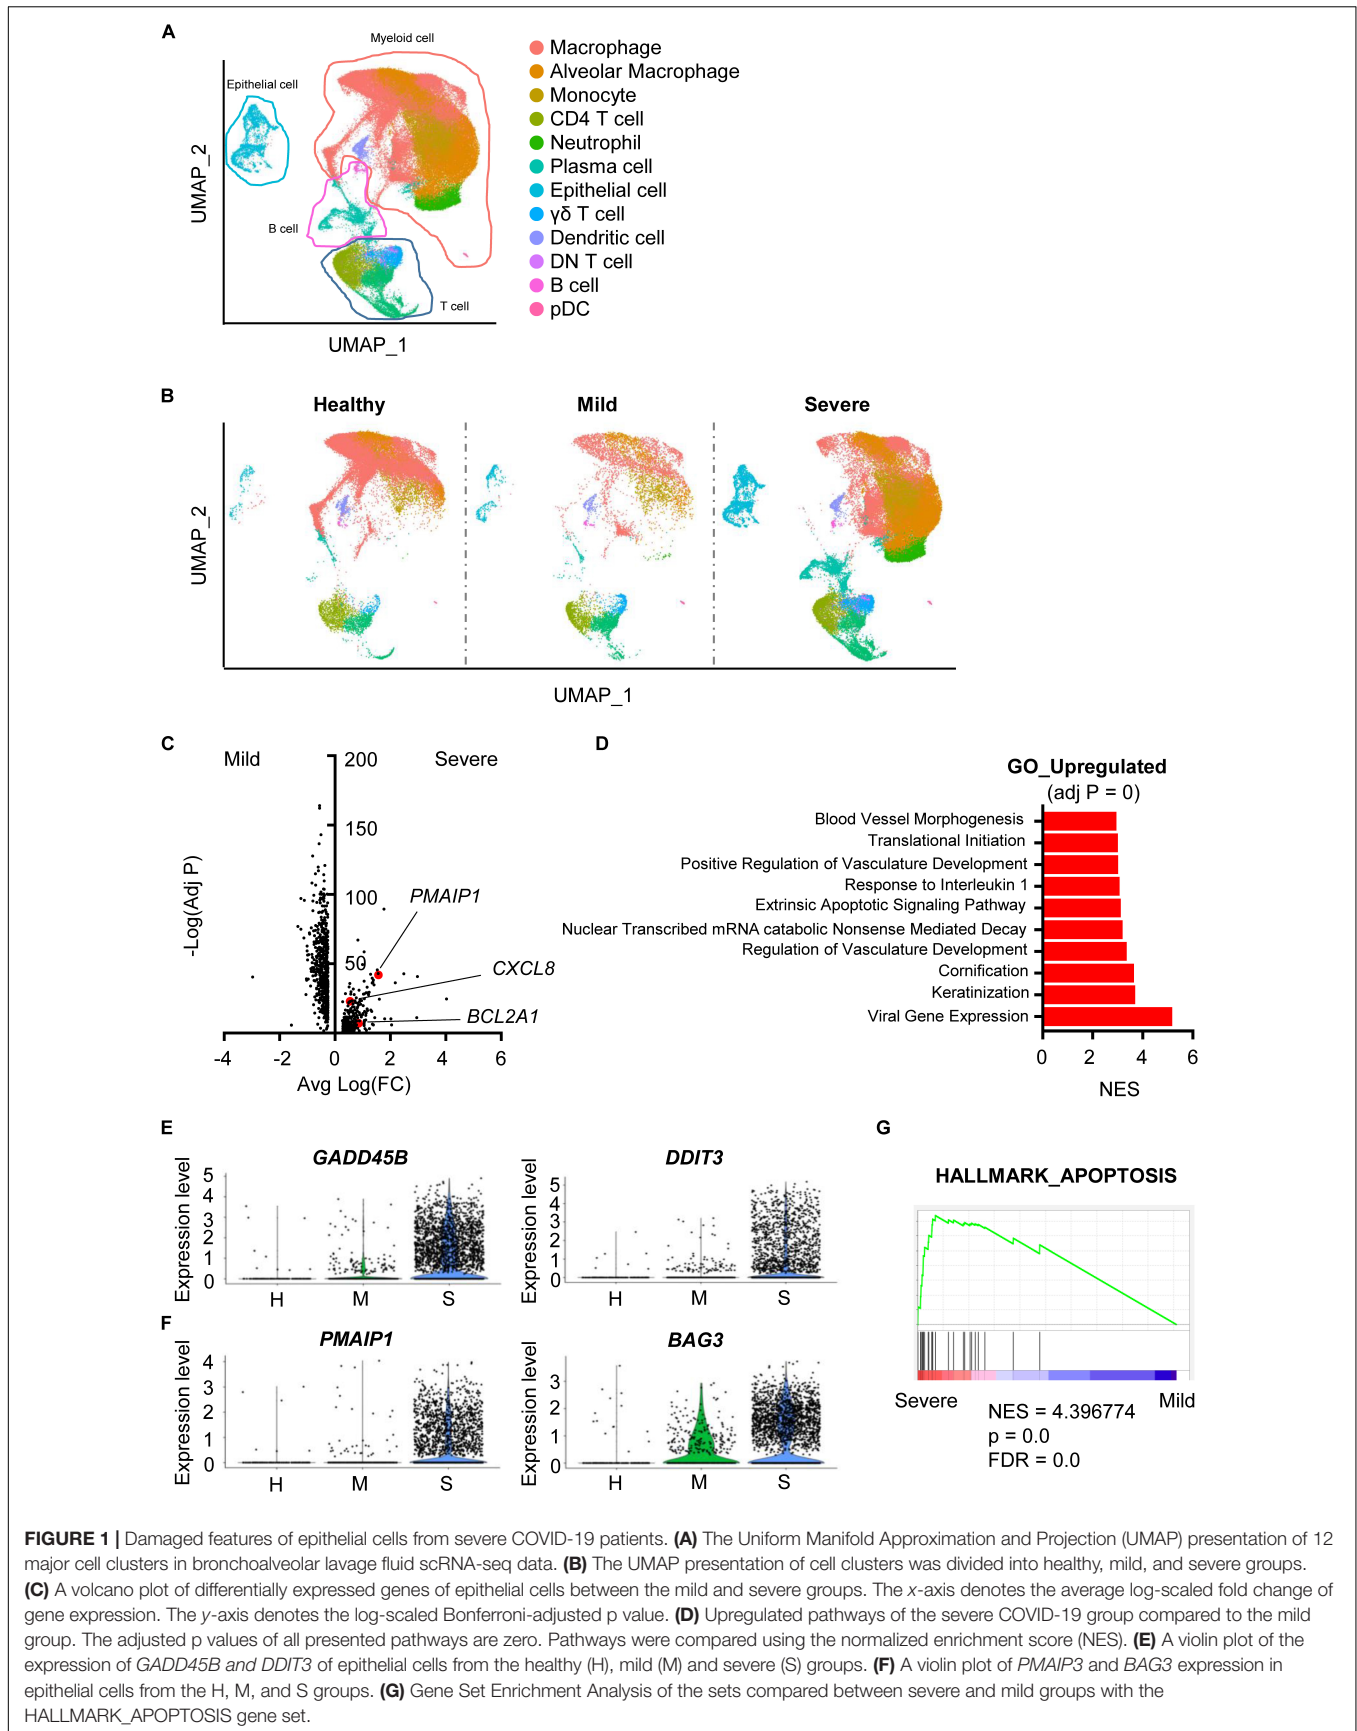 A
Myeloid cell
Epithelial cell
B cell
T cell
UMAP_2
UMAP_1
Macrophage
Alveolar Macrophage
Monocyte
CD4 T cell
Neutrophil
Plasma cell
Epithelial cell
γδ T cell
Dendritic cell
DN T cell
B cell
pDC
B
Healthy
Mild
Severe
UMAP_2
UMAP_1
C
Mild
Severe
200
150
100
50
-Log(Adj P)
PMAIP1
CXCL8
BCL2A1
-4 -2 0 2 4 6
Avg Log(FC)
D
GO_Upregulated
(adj P = 0)
Blood Vessel Morphogenesis
Translational Initiation
Positive Regulation of Vasculature Development
Response to Interleukin 1
Extrinsic Apoptotic Signaling Pathway
Nuclear Transcribed mRNA catabolic Nonsense Mediated Decay
Regulation of Vasculature Development
Cornification
Keratinization
Viral Gene Expression
0 2 4 6
NES
E
GADD45B
Expression level
5
4
3
2
1
0
H M S
DDIT3
Expression level
5
4
3
2
1
0
H M S
F
PMAIP1
Expression level
4
3
2
1
0
H M S
BAG3
Expression level
3
2
1
0
H M S
G
HALLMARK_APOPTOSIS
Severe
Mild
NES = 4.396774
p = 0.0
FDR = 0.0
FIGURE 1 | Damaged features of epithelial cells from severe COVID-19 patients. (A) The Uniform Manifold Approximation and Projection (UMAP) presentation of 12
major cell clusters in bronchoalveolar lavage fluid scRNA-seq data. (B) The UMAP presentation of cell clusters was divided into healthy, mild, and severe groups.
(C) A volcano plot of differentially expressed genes of epithelial cells between the mild and severe groups. The x-axis denotes the average log-scaled fold change of
gene expression. The y-axis denotes the log-scaled Bonferroni-adjusted p value. (D) Upregulated pathways of the severe COVID-19 group compared to the mild
group. The adjusted p values of all presented pathways are zero. Pathways were compared using the normalized enrichment score (NES). (E) A violin plot of the
expression of GADD45B and DDIT3 of epithelial cells from the healthy (H), mild (M) and severe (S) groups. (F) A violin plot of PMAIP3 and BAG3 expression in
epithelial cells from the H, M, and S groups. (G) Gene Set Enrichment Analysis of the sets compared between severe and mild groups with the
HALLMARK_APOPTOSIS gene set.